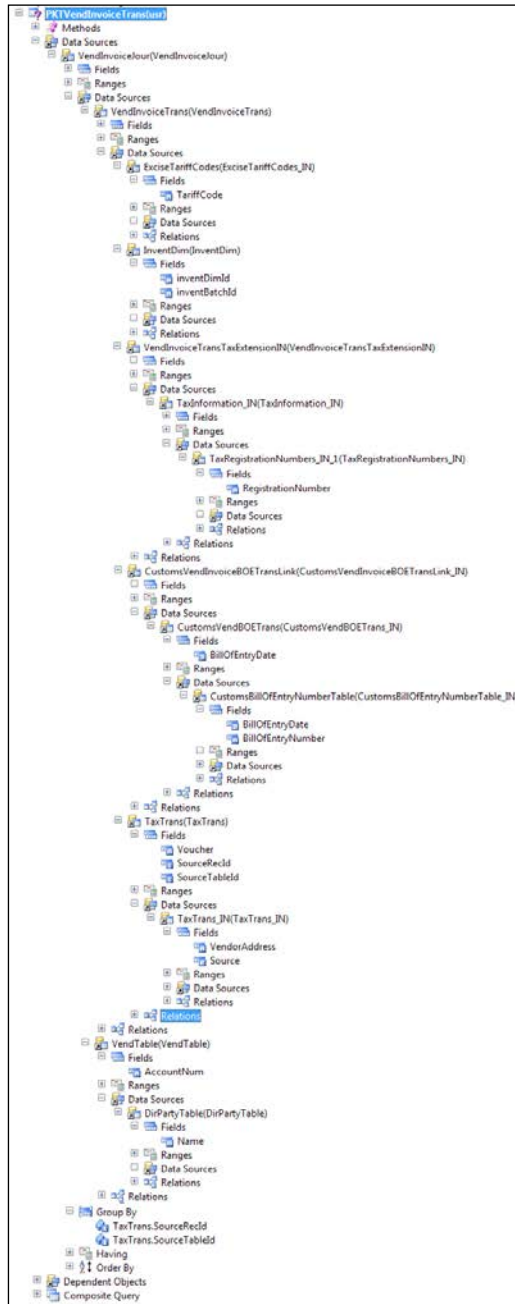 PKTVendInvoiceTrans(usr)
Methods
Data Sources
VendInvoiceJour(VendInvoiceJour)
Fields
Ranges
Data Sources
VendInvoiceTrans(VendInvoiceTrans)
Fields
Ranges
Data Sources
ExciseTariffCodes(ExciseTariffCodes_IN)
Fields
TariffCode
Ranges
Data Sources
Relations
InventDim(InventDim)
Fields
inventDimId
inventBatchId
Ranges
Data Sources
Relations
VendInvoiceTransTaxExtensionIN(VendInvoiceTransTaxExtensionIN)
Fields
Ranges
Data Sources
TaxInformation_IN(TaxInformation_IN)
Fields
Ranges
Data Sources
TaxRegistrationNumbers_IN_1(TaxRegistrationNumbers_IN)
Fields
RegistrationNumber
Ranges
Data Sources
Relations
Relations
Relations
CustomsVendInvoiceBOETransLink(CustomsVendInvoiceBOETransLink_IN)
Fields
Ranges
Data Sources
CustomsVendBOETrans(CustomsVendBOETrans_IN)
Fields
BillOfEntryDate
Ranges
Data Sources
CustomsBillOfEntryNumberTable(CustomsBillOfEntryNumberTable_IN
Fields
BillOfEntryDate
BillOfEntryNumber
Ranges
Data Sources
Relations
Relations
Relations
TaxTrans(TaxTrans)
Fields
Voucher
SourceRecId
SourceTableId
Ranges
Data Sources
TaxTrans_IN(TaxTrans_IN)
Fields
VendorAddress
Source
Ranges
Data Sources
Relations
Relations
Relations
VendTable(VendTable)
Fields
AccountNum
Ranges
Data Sources
DirPartyTable(DirPartyTable)
Fields
Name
Ranges
Data Sources
Relations
Relations
Group By
TaxTrans.SourceRecId
TaxTrans.SourceTableId
Having
Order By
Dependent Objects
Composite Query